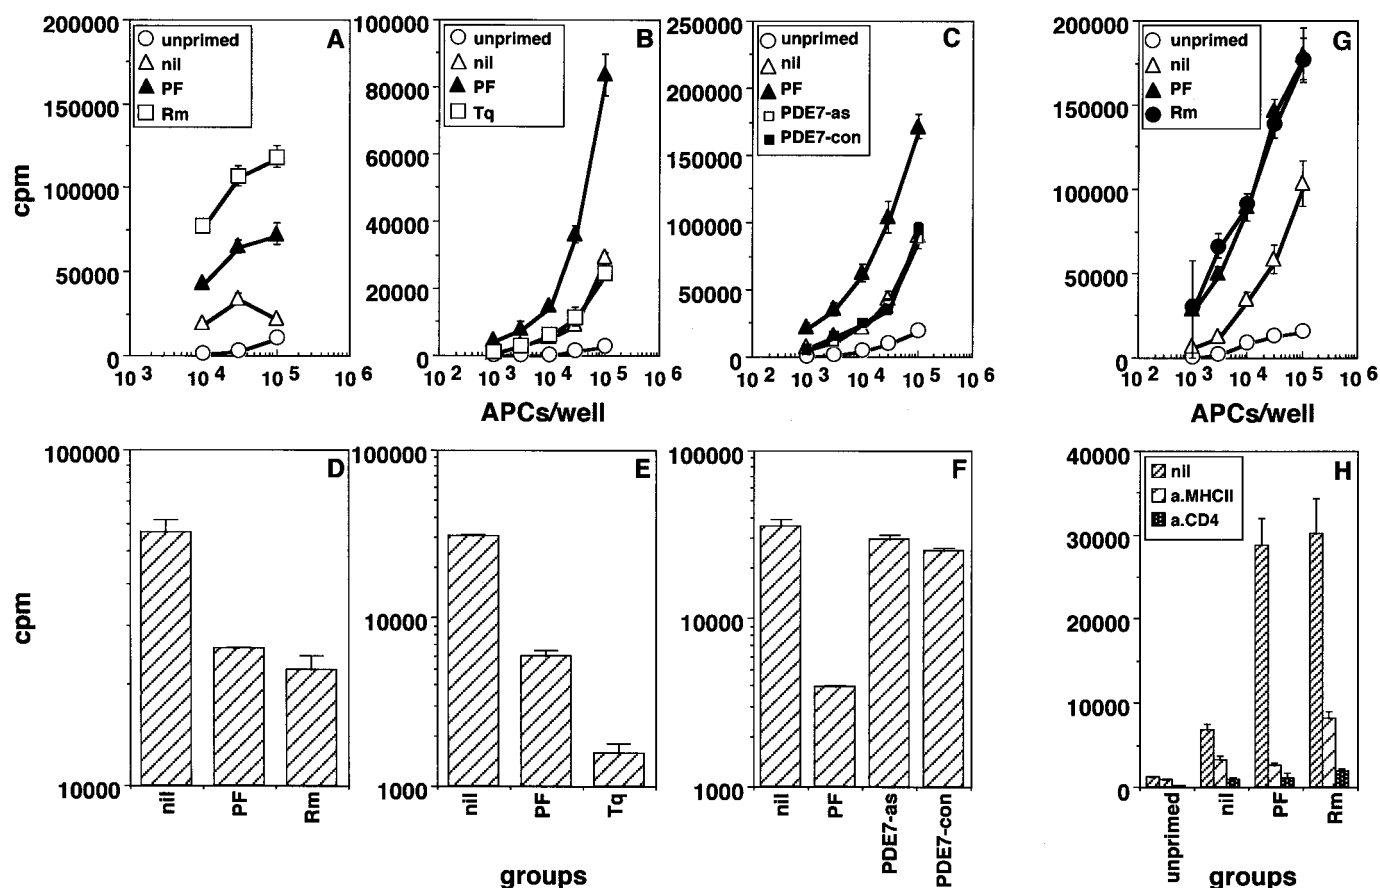 A
cpm
200000
150000
100000
50000
0
unprimed
nil
PF
Rm
10 3
10 4
10 5
10 6
B
100000
80000
60000
40000
20000
0
unprimed
nil
PF
Tq
10 2
10 3
10 4
10 5
10 6
APCs/well
C
250000
200000
150000
100000
50000
0
unprimed
nil
PF
PDE7-as
PDE7-con
10 2
10 3
10 4
10 5
10 6
G
200000
150000
100000
50000
0
unprimed
nil
PF
Rm
10 2
10 3
10 4
10 5
10 6
APCs/well
D
cpm
100000
10000
nil
PF
Rm
E
100000
10000
1000
nil
PF
Tq
groups
F
100000
10000
1000
nil
PF
PDE7-as
PDE7-con
H
40000
30000
20000
10000
0
nil
a.MHCII
a.CD4
unprimed
nil
PF
Rm
groups